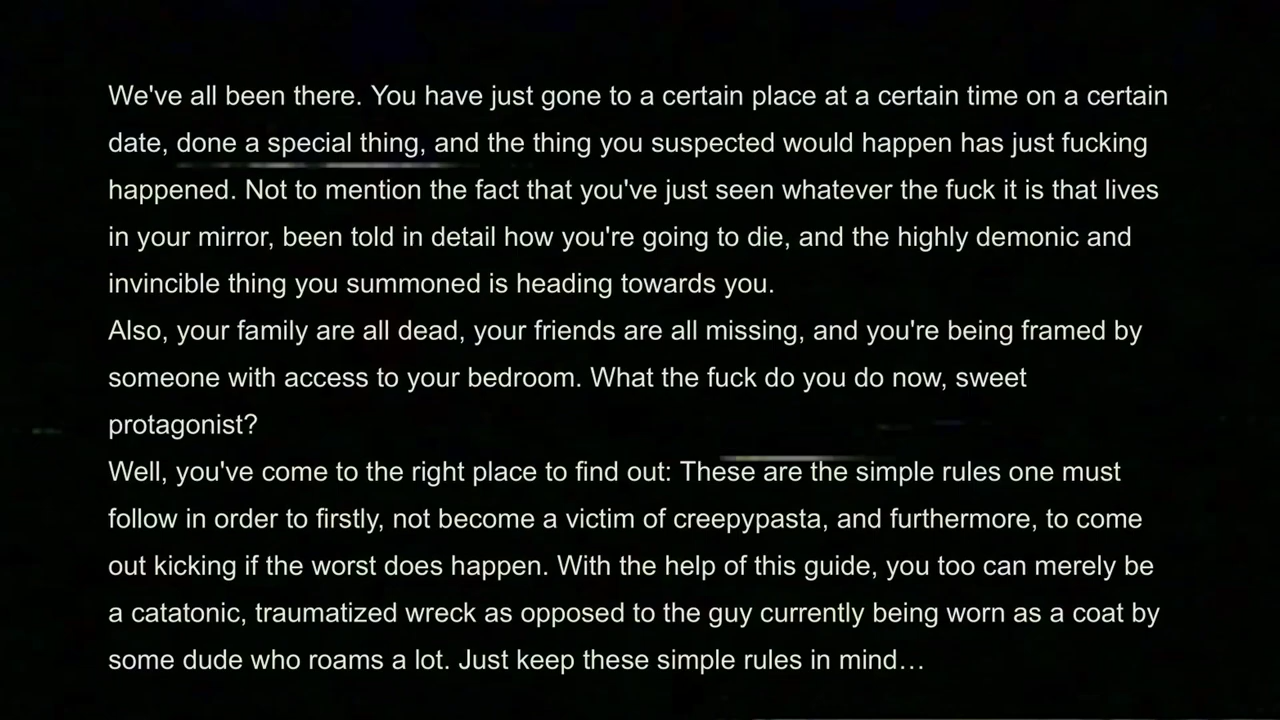 We've all been there. You have just gone to a certain place at a certain time on a certain
date, done a special thing, and the thing you suspected would happen has just fucking
happened. Not to mention the fact that you've just seen whatever the fuck it is that lives
in your mirror, been told in detail how you're going to die, and the highly demonic and
invincible thing you summoned is heading towards you.
Also, your family are all dead, your friends are all missing, and you're being framed by
someone with access to your bedroom. What the fuck do you do now, sweet
protagonist?
Well, you've come to the right place to find out: These are the simple rules one must
follow in order to firstly, not become a victim of creepypasta, and furthermore, to come
out kicking if the worst does happen. With the help of this guide, you too can merely be
a catatonic, traumatized wreck as opposed to the guy currently being worn as a coat by
some dude who roams a lot. Just keep these simple rules in mind…